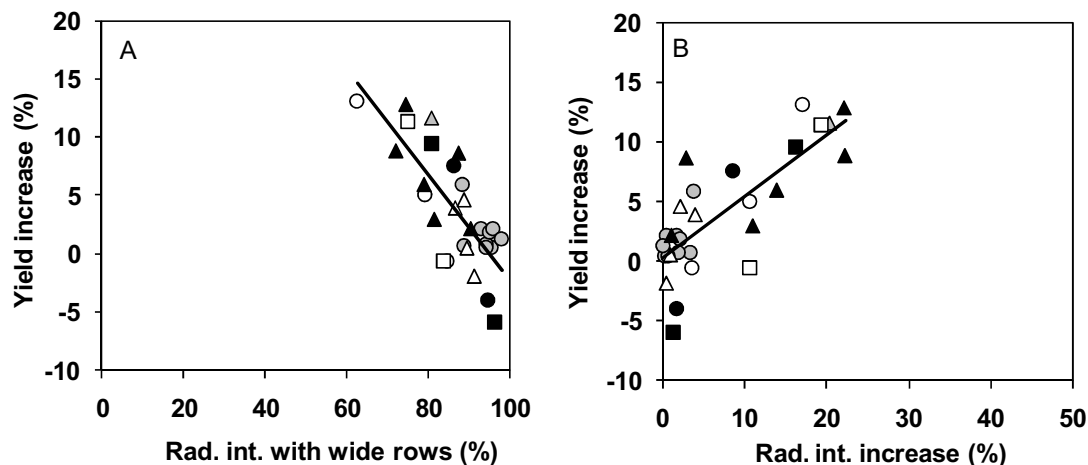 A
Yield increase (%)
20
15
10
5
0
-5
-10
0 20 40 60 80 100
Rad. int. with wide rows (%)
B
Yield increase (%)
20
15
10
5
0
-5
-10
0 10 20 30 40 50
Rad. int. increase (%)